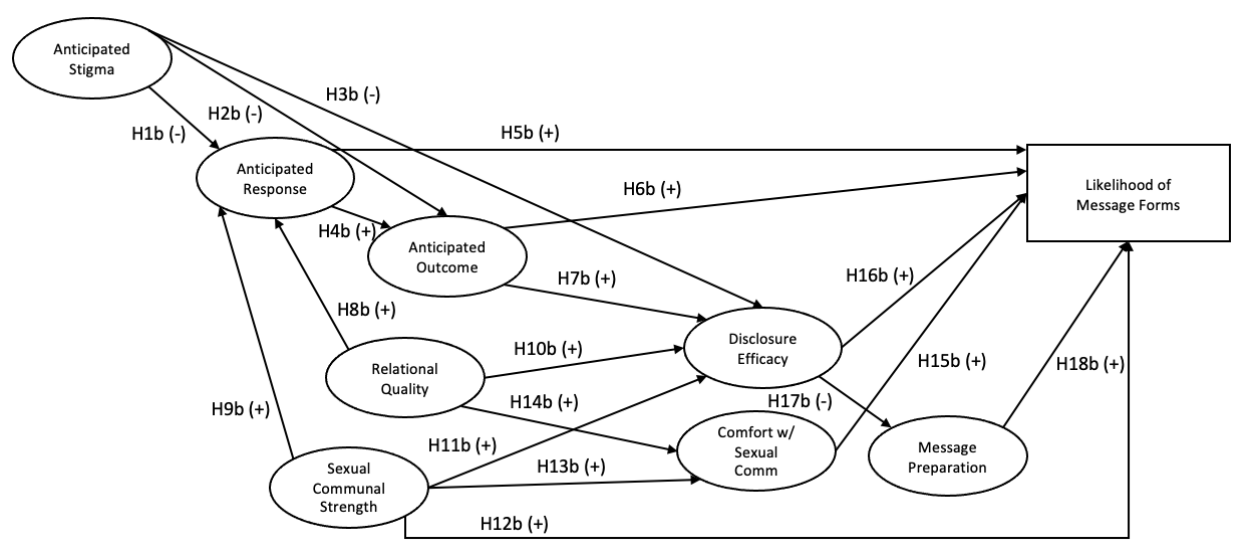 Anticipated
Stigma
H3b (-)
H2b (-)
H1b (-)
H5b (+)
Anticipated
Response
H6b (+)
Likelihood of
Message Forms
H4b (+)
Anticipated
Outcome
H7b (+)
H16b (+)
H8b (+)
Disclosure
Efficacy
H10b (+)
H15b (+)
H18b (+)
Relational
Quality
H14b (+)
H17b (-)
H9b (+)
H11b (+)
Comfort w/
Sexual
Comm
Message
Preparation
H13b (+)
Sexual
Communal
Strength
H12b (+)